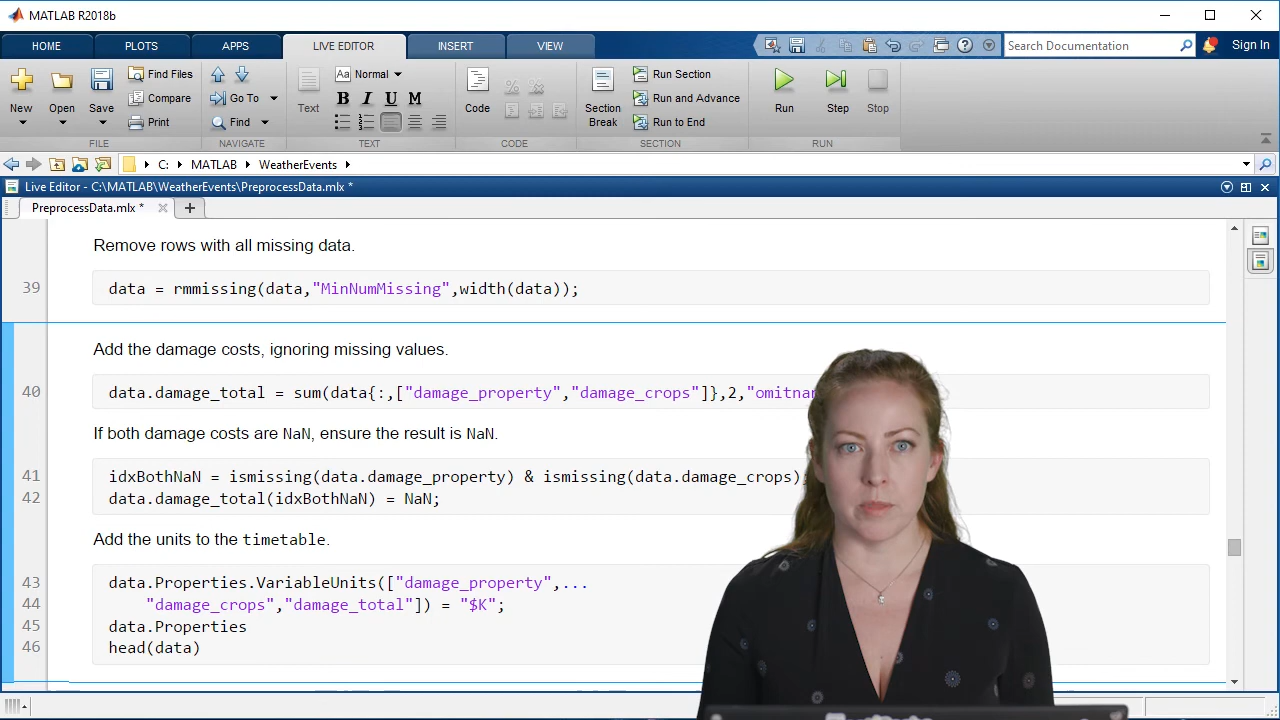 MATLAB R2018b
HOME PLOTS APPS LIVE EDITOR INSERT VIEW Search Documentation Sign In
New Open Save Find Files Compare Print
FILE
Go To Find
NAVIGATE
Text Aa Normal B I U M
TEXT
Code
CODE
Section Break Run Section Run and Advance Run to End
SECTION
Run Step Stop
RUN
C: MATLAB WeatherEvents
Live Editor - C:\MATLAB\WeatherEvents\PreprocessData.mlx *
PreprocessData.mlx *
Remove rows with all missing data.
39 data = rmmissing(data,"MinNumMissing",width(data));
Add the damage costs, ignoring missing values.
40 data.damage_total = sum(data{:,["damage_property","damage_crops"]},2,"omitnan
If both damage costs are NaN, ensure the result is NaN.
41 idxBothNaN = ismissing(data.damage_property) & ismissing(data.damage_crops);
42 data.damage_total(idxBothNaN) = NaN;
Add the units to the timetable.
43 data.Properties.VariableUnits(["damage_property",...
44 "damage_crops","damage_total"]) = "$K";
45 data.Properties
46 head(data)